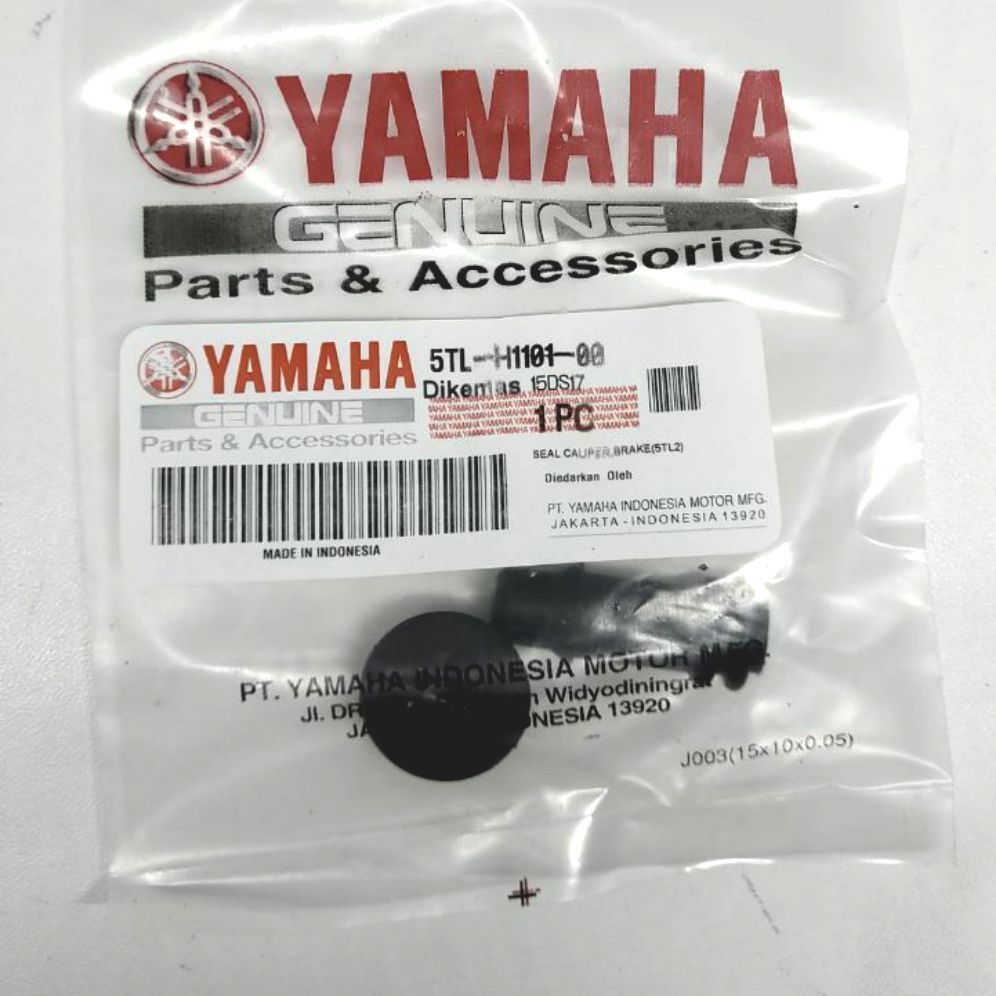 YAMAHA
GENUINE
Parts & Accessories
YAMAHA
GENUINE
Parts & Accessories
5TL-H1101-00
Dikemas 15DS17
1 PC
SEAL CALIPER,BRAKE(5TL2)
Diedarkan Oleh
PT. YAMAHA INDONESIA MOTOR MFG.
JAKARTA - INDONESIA 13920
MADE IN INDONESIA
PT. YAMAHA INDONESIA MOTOR MFG.
Jl. DR Widyodiningrat
INDONESIA 13920
J003(15x10x0.05)